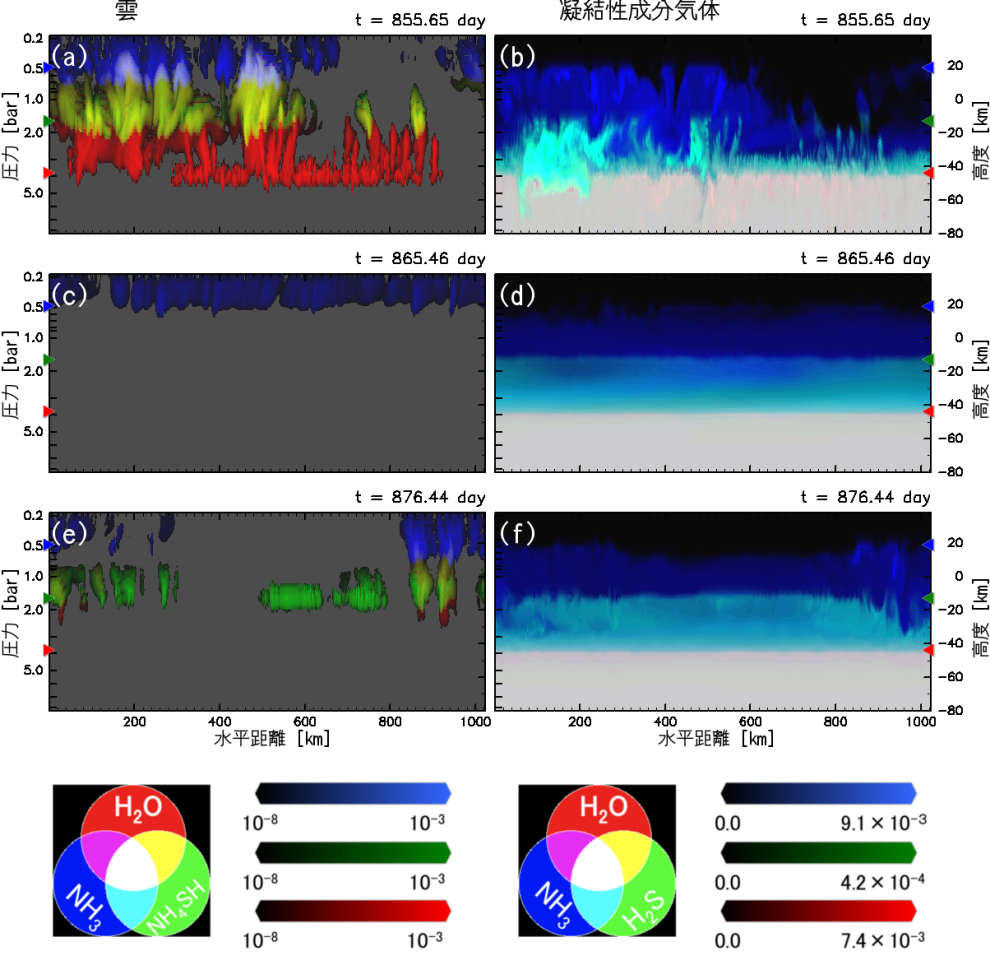 雲 凝結性成分気体
t = 855.65 day t = 855.65 day
(a) (b)
0.2 0.5 1.0 2.0 5.0
圧力 [bar]
20 0 −20 −40 −60 −80
高度 [km]
t = 865.46 day t = 865.46 day
(c) (d)
0.2 0.5 1.0 2.0 5.0
圧力 [bar]
20 0 −20 −40 −60 −80
高度 [km]
t = 876.44 day t = 876.44 day
(e) (f)
0.2 0.5 1.0 2.0 5.0
圧力 [bar]
20 0 −20 −40 −60 −80
高度 [km]
200 400 600 800 1000 200 400 600 800 1000
水平距離 [km] 水平距離 [km]
H₂O
NH₃ NH₄SH
10⁻⁸ 10⁻³
10⁻⁸ 10⁻³
10⁻⁸ 10⁻³
H₂O
NH₃ H₂S
0.0 9.1 × 10⁻³
0.0 4.2 × 10⁻⁴
0.0 7.4 × 10⁻³